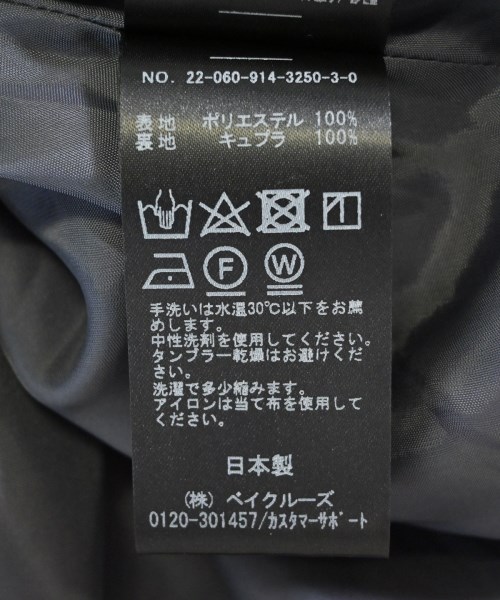 NO. 22-060-914-3250-3-0
表地 ポリエステル 100%
裏地 キュプラ 100%
F W
手洗いは水温30℃以下をお薦
めします。
中性洗剤を使用してください。
タンブラー乾燥はお避けくだ
さい。
洗濯で多少縮みます。
アイロンは当て布を使用して
ください。
日本製
(株) ベイクルーズ
0120-301457/カスタマーサポート